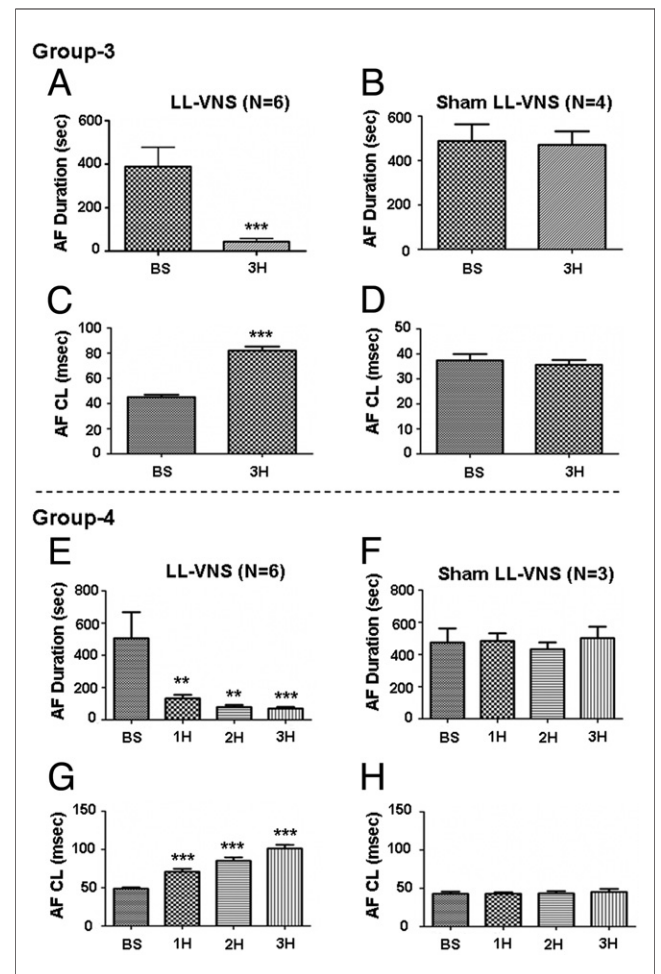 Group-3
A
LL-VNS (N=6)
AF Duration (sec)
600
400
200
0
***
BS 3H
B
Sham LL-VNS (N=4)
AF Duration (sec)
600
400
200
0
BS 3H
C
AF CL (msec)
100
80
60
40
20
0
***
BS 3H
D
AF CL (msec)
50
40
30
20
10
0
BS 3H
Group-4
E
LL-VNS (N=6)
AF Duration (sec)
800
600
400
200
0
** ** ***
BS 1H 2H 3H
F
Sham LL-VNS (N=3)
AF Duration (sec)
800
600
400
200
0
BS 1H 2H 3H
G
AF CL (msec)
150
100
50
0
*** *** ***
BS 1H 2H 3H
H
AF CL (msec)
150
100
50
0
BS 1H 2H 3H